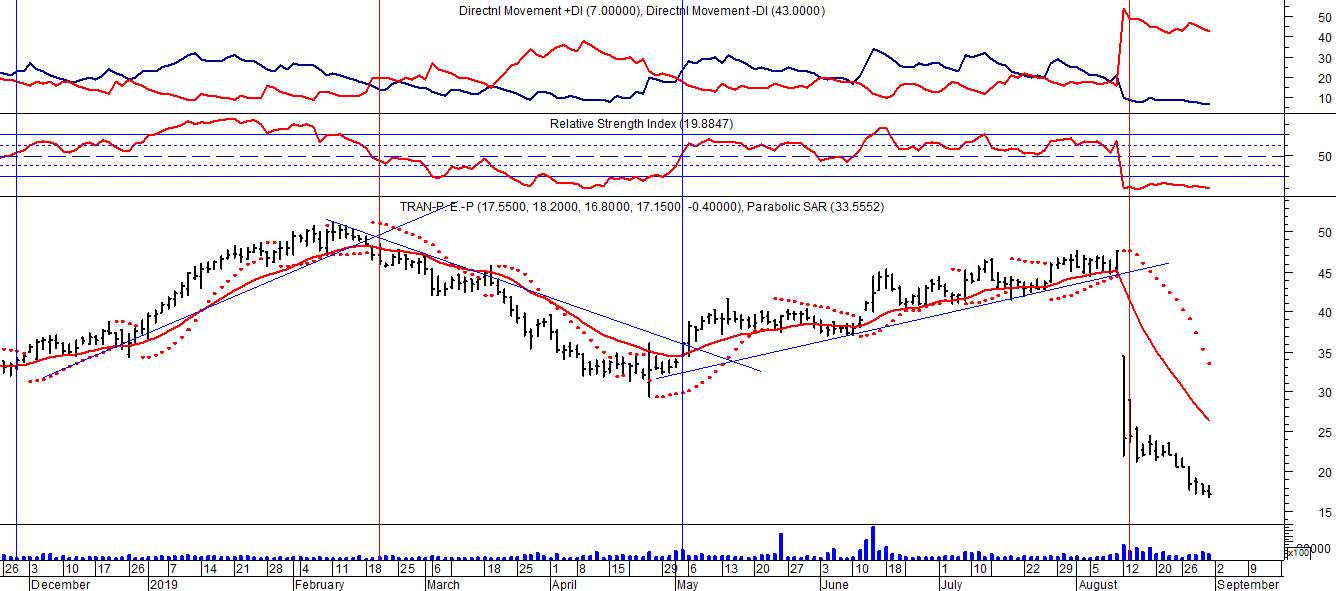 Directnl Movement +DI (7.00000), Directnl Movement -DI (43.0000)
50
40
30
20
10
Relative Strength Index (19.8847)
50
TRAN-P. E.-P (17.5500, 18.2000, 16.8000, 17.1500, -0.40000), Parabolic SAR (33.5552)
50
45
40
35
30
25
20
15
x100
26 3 10 17 26 7 14 21 28 4 11 18 25 6 18 25 1 8 15 29 6 13 20 27 3 10 18 1 10 22 29 5 12 20 26 2 9
December 2019 February March April May June July August September